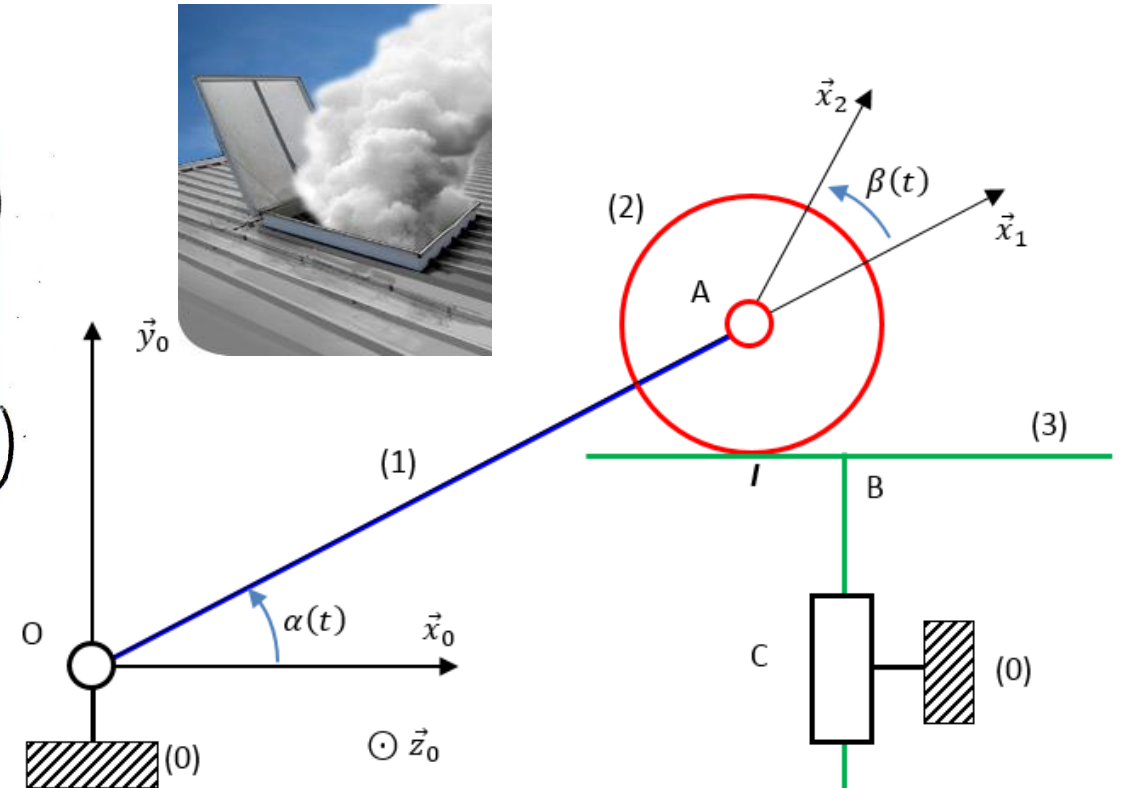 x⃗₂
β(t)
(2)
x⃗₁
A
y⃗₀
(3)
(1)
I
B
α(t)
x⃗₀
O
C
(0)
⊙ z⃗₀
(0)